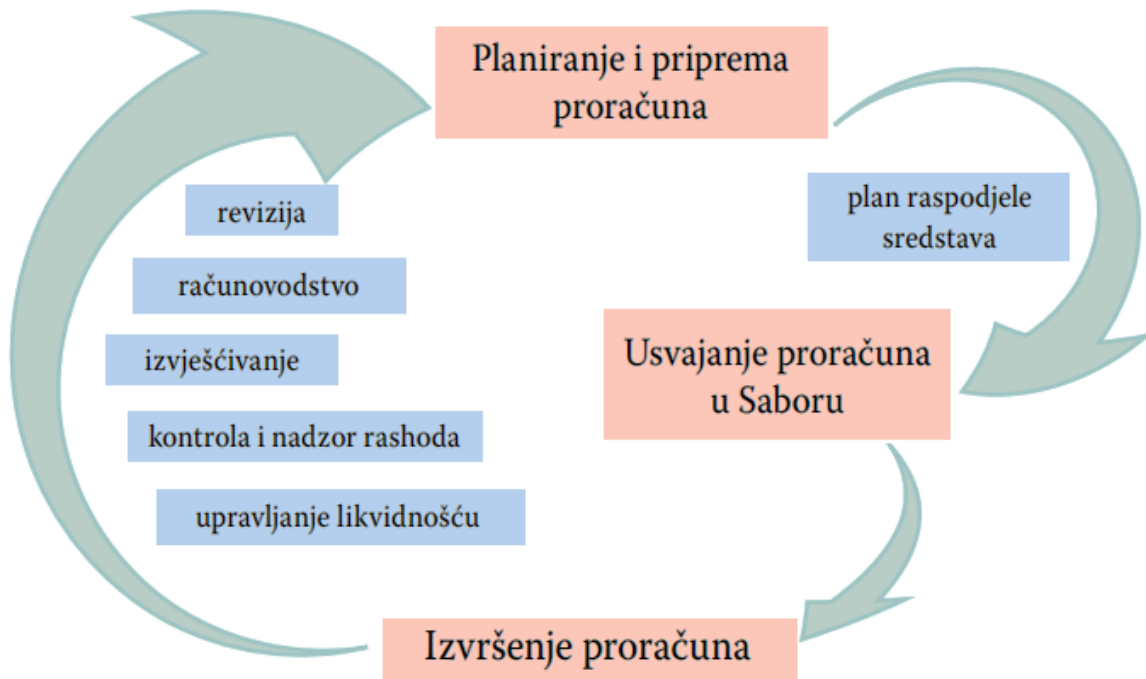 Planiranje i priprema
proračuna
plan raspodjele
sredstava
Usvajanje proračuna
u Saboru
Izvršenje proračuna
revizija
računovodstvo
izvješćivanje
kontrola i nadzor rashoda
upravljanje likvidnošću